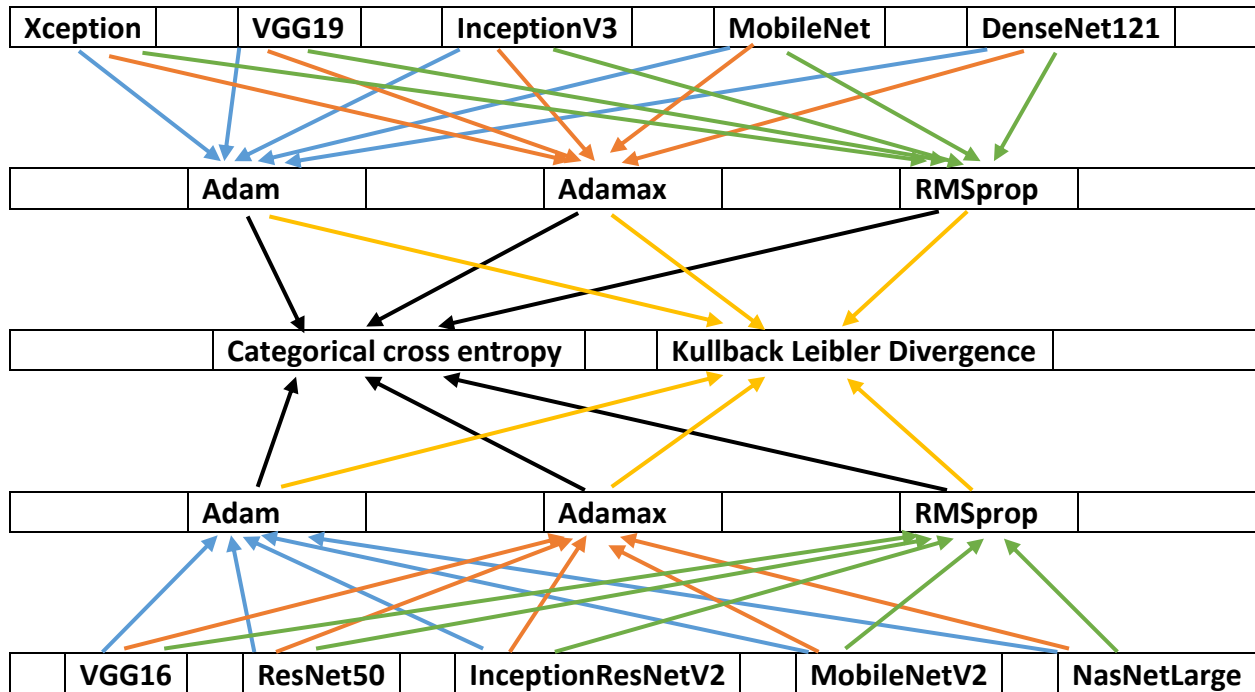 Xception VGG19 InceptionV3 MobileNet DenseNet121
Adam Adamax RMSprop
Categorical cross entropy Kullback Leibler Divergence
Adam Adamax RMSprop
VGG16 ResNet50 InceptionResNetV2 MobileNetV2 NasNetLarge